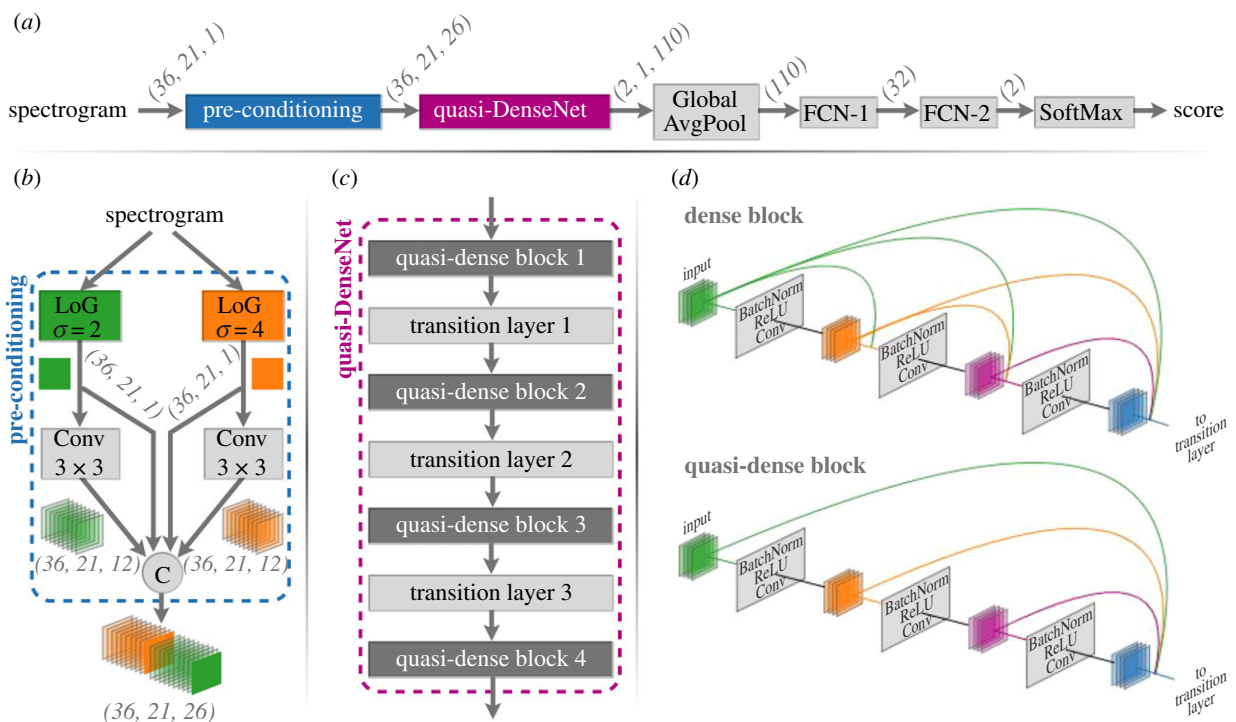 (a)
(36, 21, 1)
(36, 21, 26)
(2, 1, 110)
(110)
(32)
(2)
spectrogram
pre-conditioning
quasi-DenseNet
Global
AvgPool
FCN-1
FCN-2
SoftMax
score
(b)
spectrogram
pre-conditioning
LoG
σ = 2
LoG
σ = 4
(36, 21, 1)
(36, 21, 1)
Conv
3 × 3
Conv
3 × 3
(36, 21, 12)
C
(36, 21, 12)
(36, 21, 26)
(c)
quasi-DenseNet
quasi-dense block 1
transition layer 1
quasi-dense block 2
transition layer 2
quasi-dense block 3
transition layer 3
quasi-dense block 4
(d)
dense block
input
BatchNorm
ReLU
Conv
BatchNorm
ReLU
Conv
BatchNorm
ReLU
Conv
to
transition
layer
quasi-dense block
input
BatchNorm
ReLU
Conv
BatchNorm
ReLU
Conv
BatchNorm
ReLU
Conv
to
transition
layer